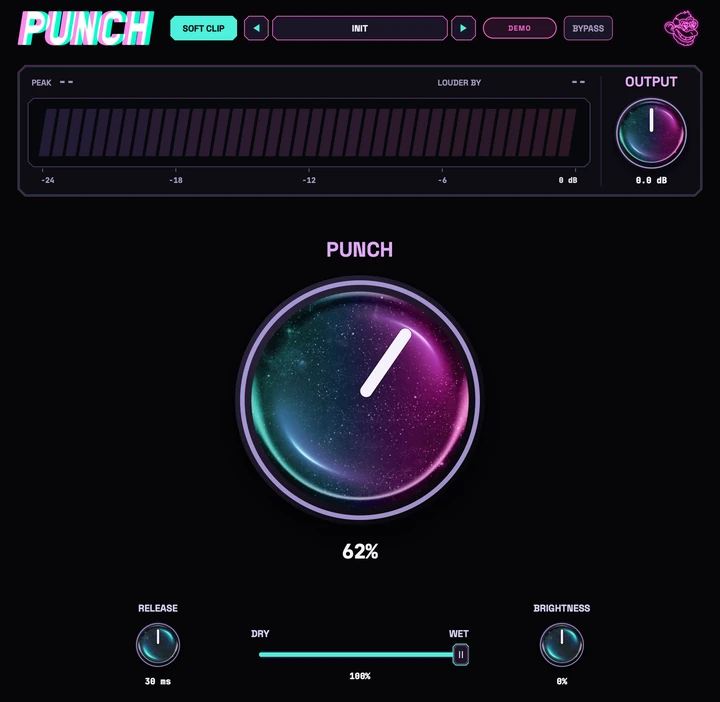 PUNCH
SOFT CLIP
INIT
DEMO
BYPASS
PEAK --
LOUDER BY --
OUTPUT
-24 -18 -12 -6 0 dB
0.0 dB
PUNCH
62%
RELEASE
BRIGHTNESS
DRY WET
30 ms
100%
0%